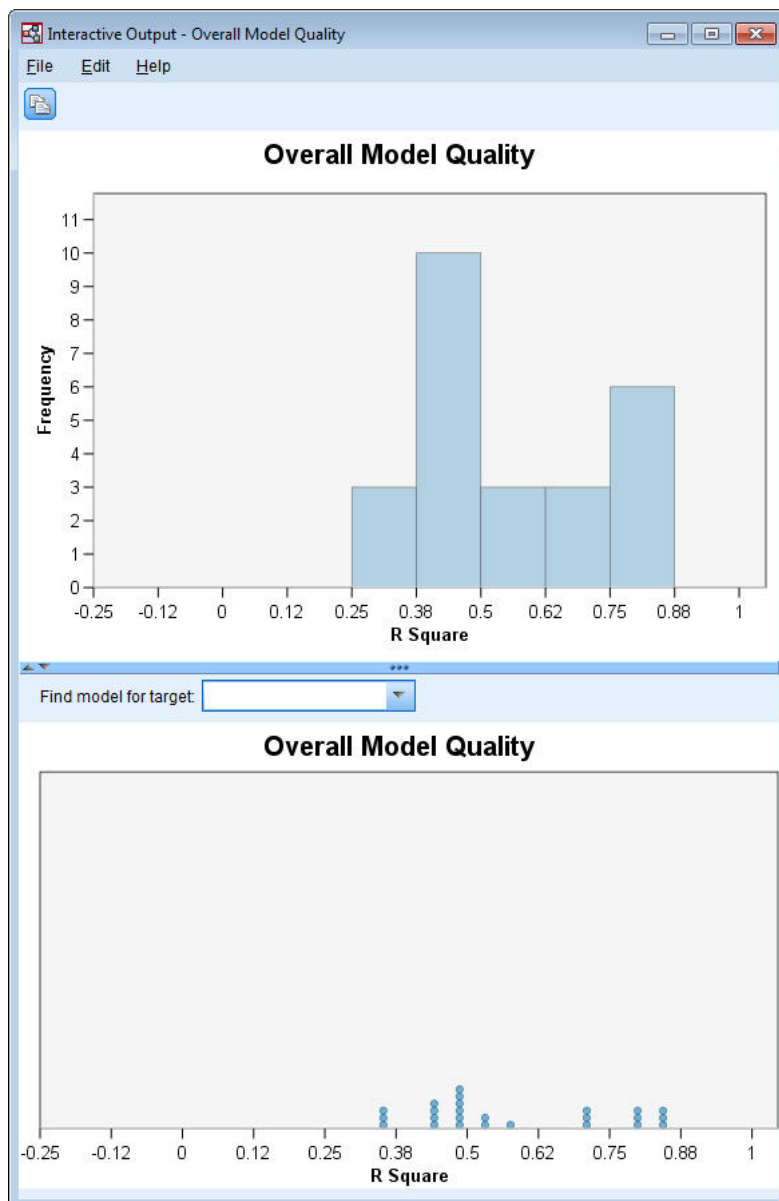 Interactive Output - Overall Model Quality
File Edit Help
Overall Model Quality
11
10
9
8
7
6
5
4
3
2
1
0
Frequency
-0.25 -0.12 0 0.12 0.25 0.38 0.5 0.62 0.75 0.88 1
R Square
Find model for target:
Overall Model Quality
-0.25 -0.12 0 0.12 0.25 0.38 0.5 0.62 0.75 0.88 1
R Square